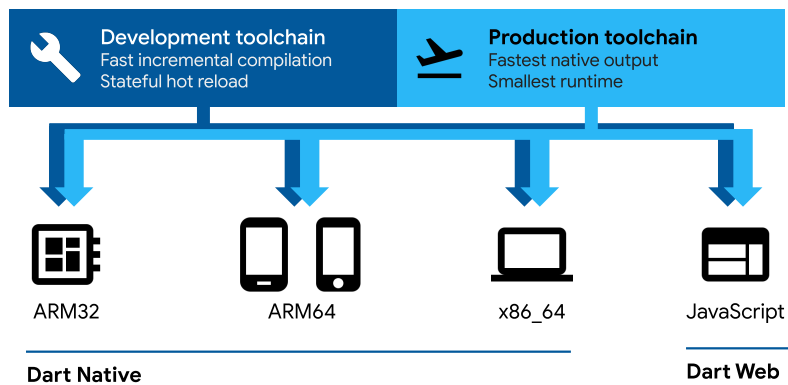 Development toolchain
Fast incremental compilation
Stateful hot reload
Production toolchain
Fastest native output
Smallest runtime
ARM32
ARM64
x86_64
JavaScript
Dart Native
Dart Web